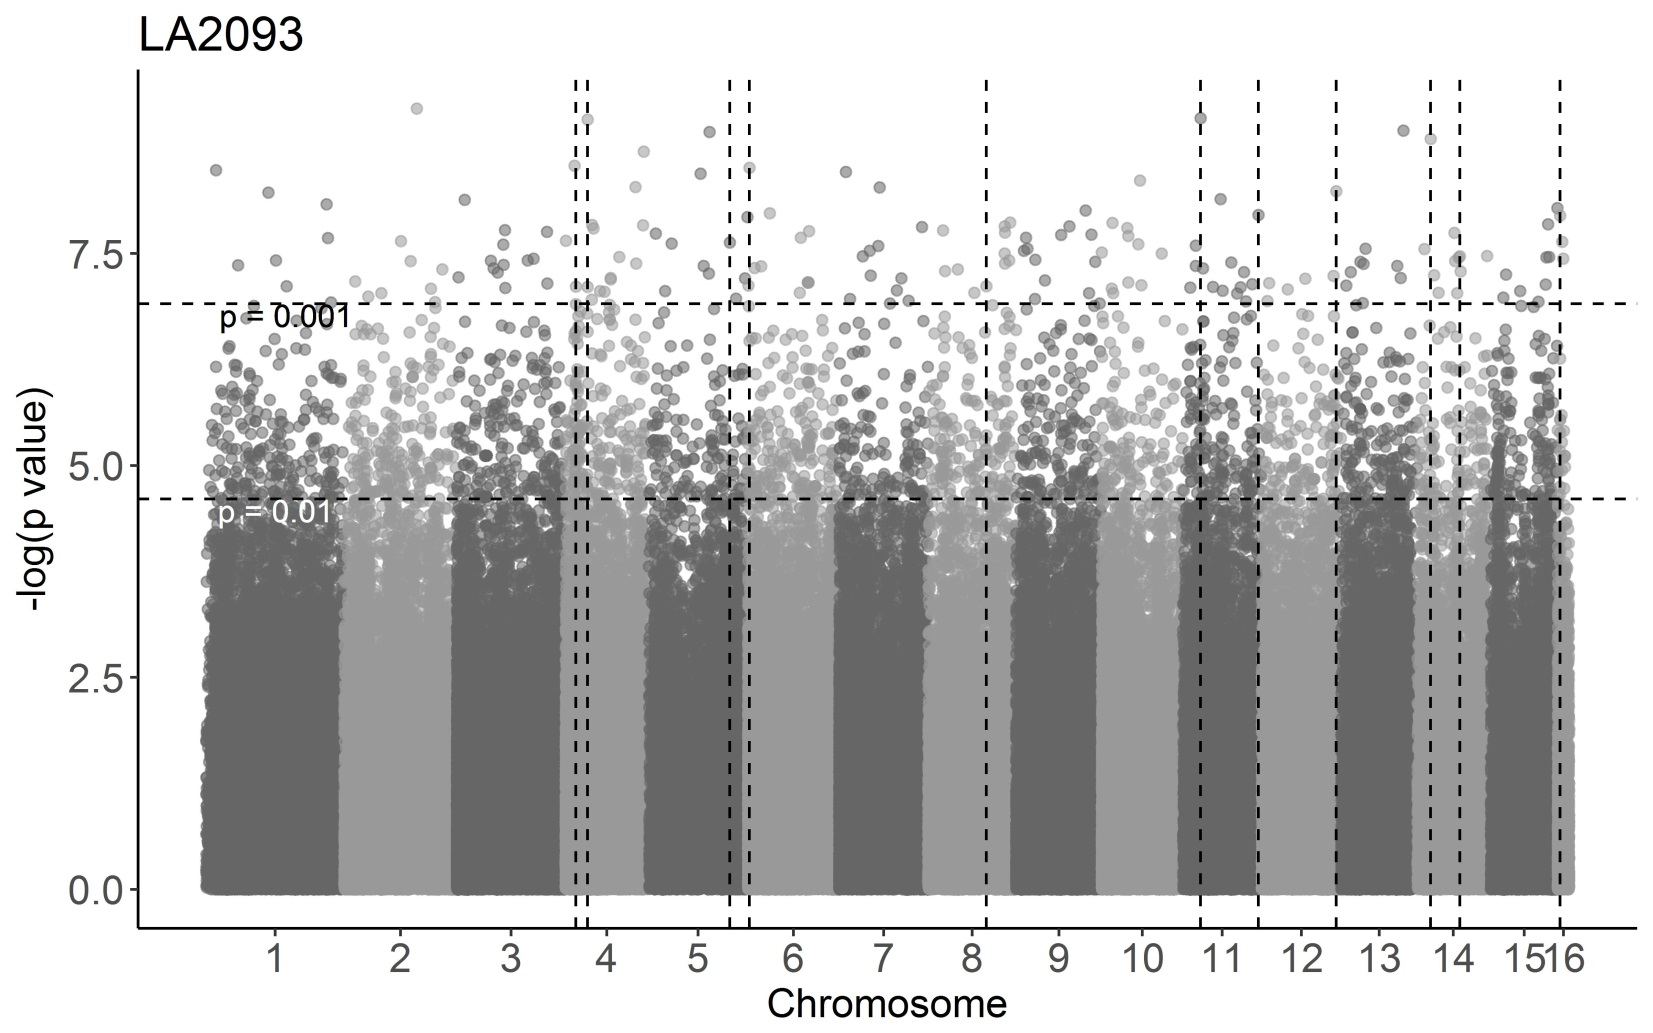 LA2093
-log(p value)
7.5
5.0
2.5
0.0
p = 0.001
p = 0.01
1 2 3 4 5 6 7 8 9 10 11 12 13 14 15 16
Chromosome